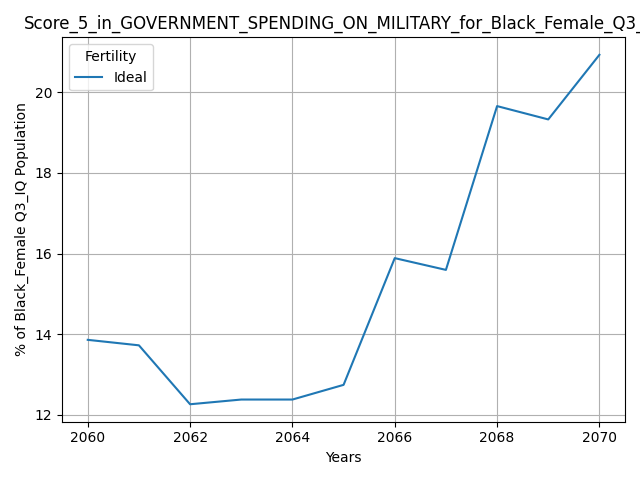 Score_5_in_GOVERNMENT_SPENDING_ON_MILITARY_for_Black_Female_Q3_
Fertility
Ideal
% of Black_Female Q3_IQ Population
20
18
16
14
12
2060 2062 2064 2066 2068 2070
Years